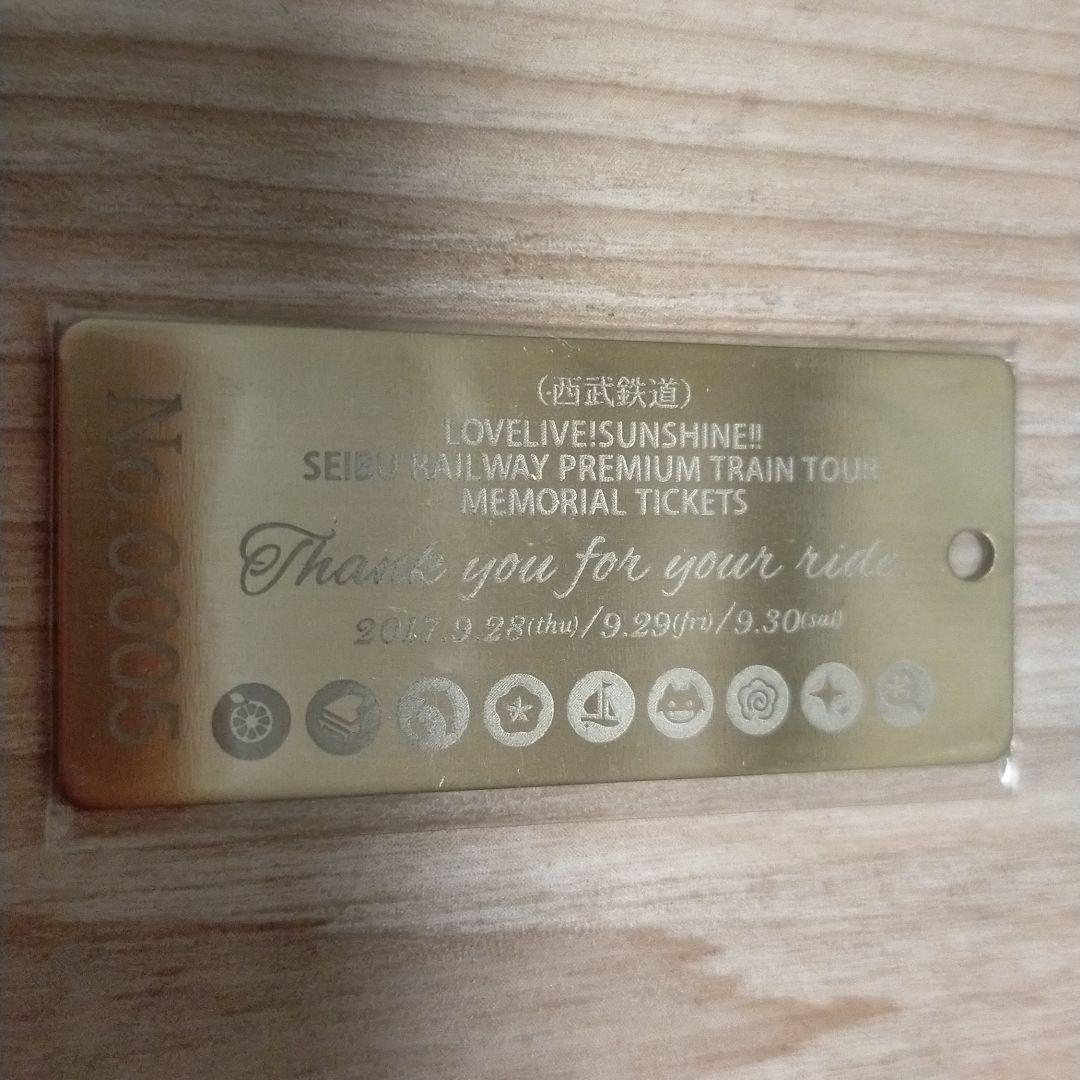 (西武鉄道)
LOVELIVE!SUNSHINE!!
SEIBU RAILWAY PREMIUM TRAIN TOUR
MEMORIAL TICKETS
Thank you for your ride
2017.9.28(thu)/9.29(fri)/9.30(sat)
No.0005